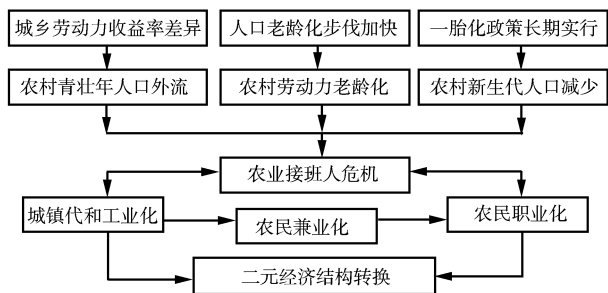 城乡劳动力收益率差异
人口老龄化步伐加快
一胎化政策长期实行
农村青壮年人口外流
农村劳动力老龄化
农村新生代人口减少
农业接班人危机
城镇代和工业化
农民兼业化
农民职业化
二元经济结构转换